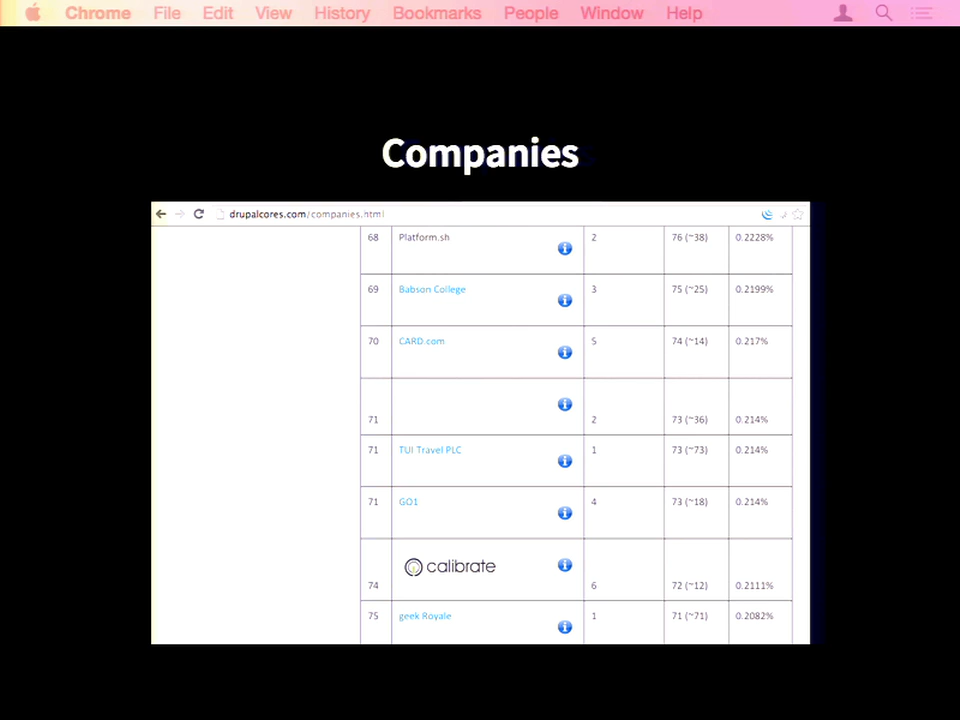 Chrome File Edit View History Bookmarks People Window Help
Companies
drupalcores.com/companies.html
68 Platform.sh 2 76 (~38) 0.2228%
69 Babson College 3 75 (~25) 0.2199%
70 CARD.com 5 74 (~14) 0.217%
71 2 73 (~36) 0.214%
71 TUI Travel PLC 1 73 (~73) 0.214%
71 GO1 4 73 (~18) 0.214%
calibrate
74 6 72 (~12) 0.2111%
75 geek Royale 1 71 (~71) 0.2082%